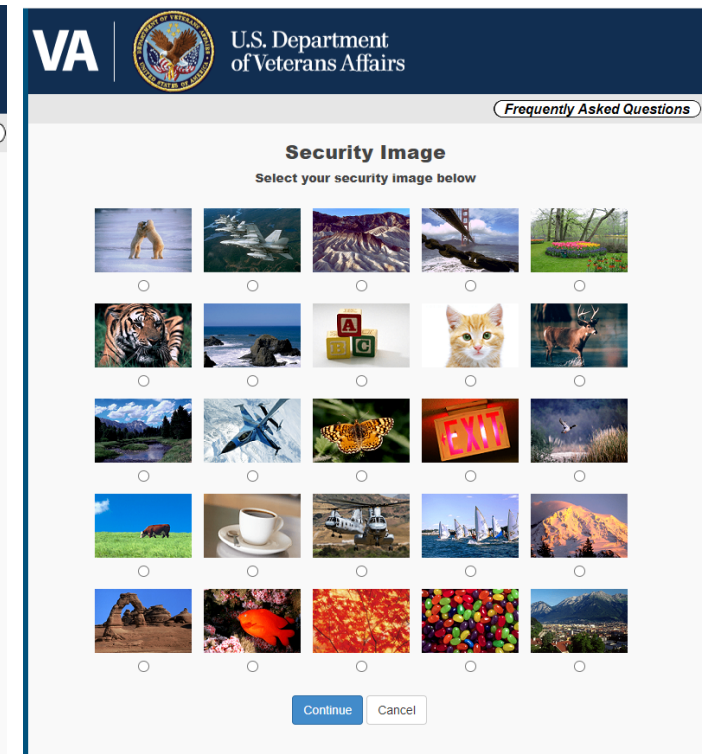 VA
U.S. Department
of Veterans Affairs
Frequently Asked Questions
Security Image
Select your security image below
A
B C
EXIT
Continue
Cancel